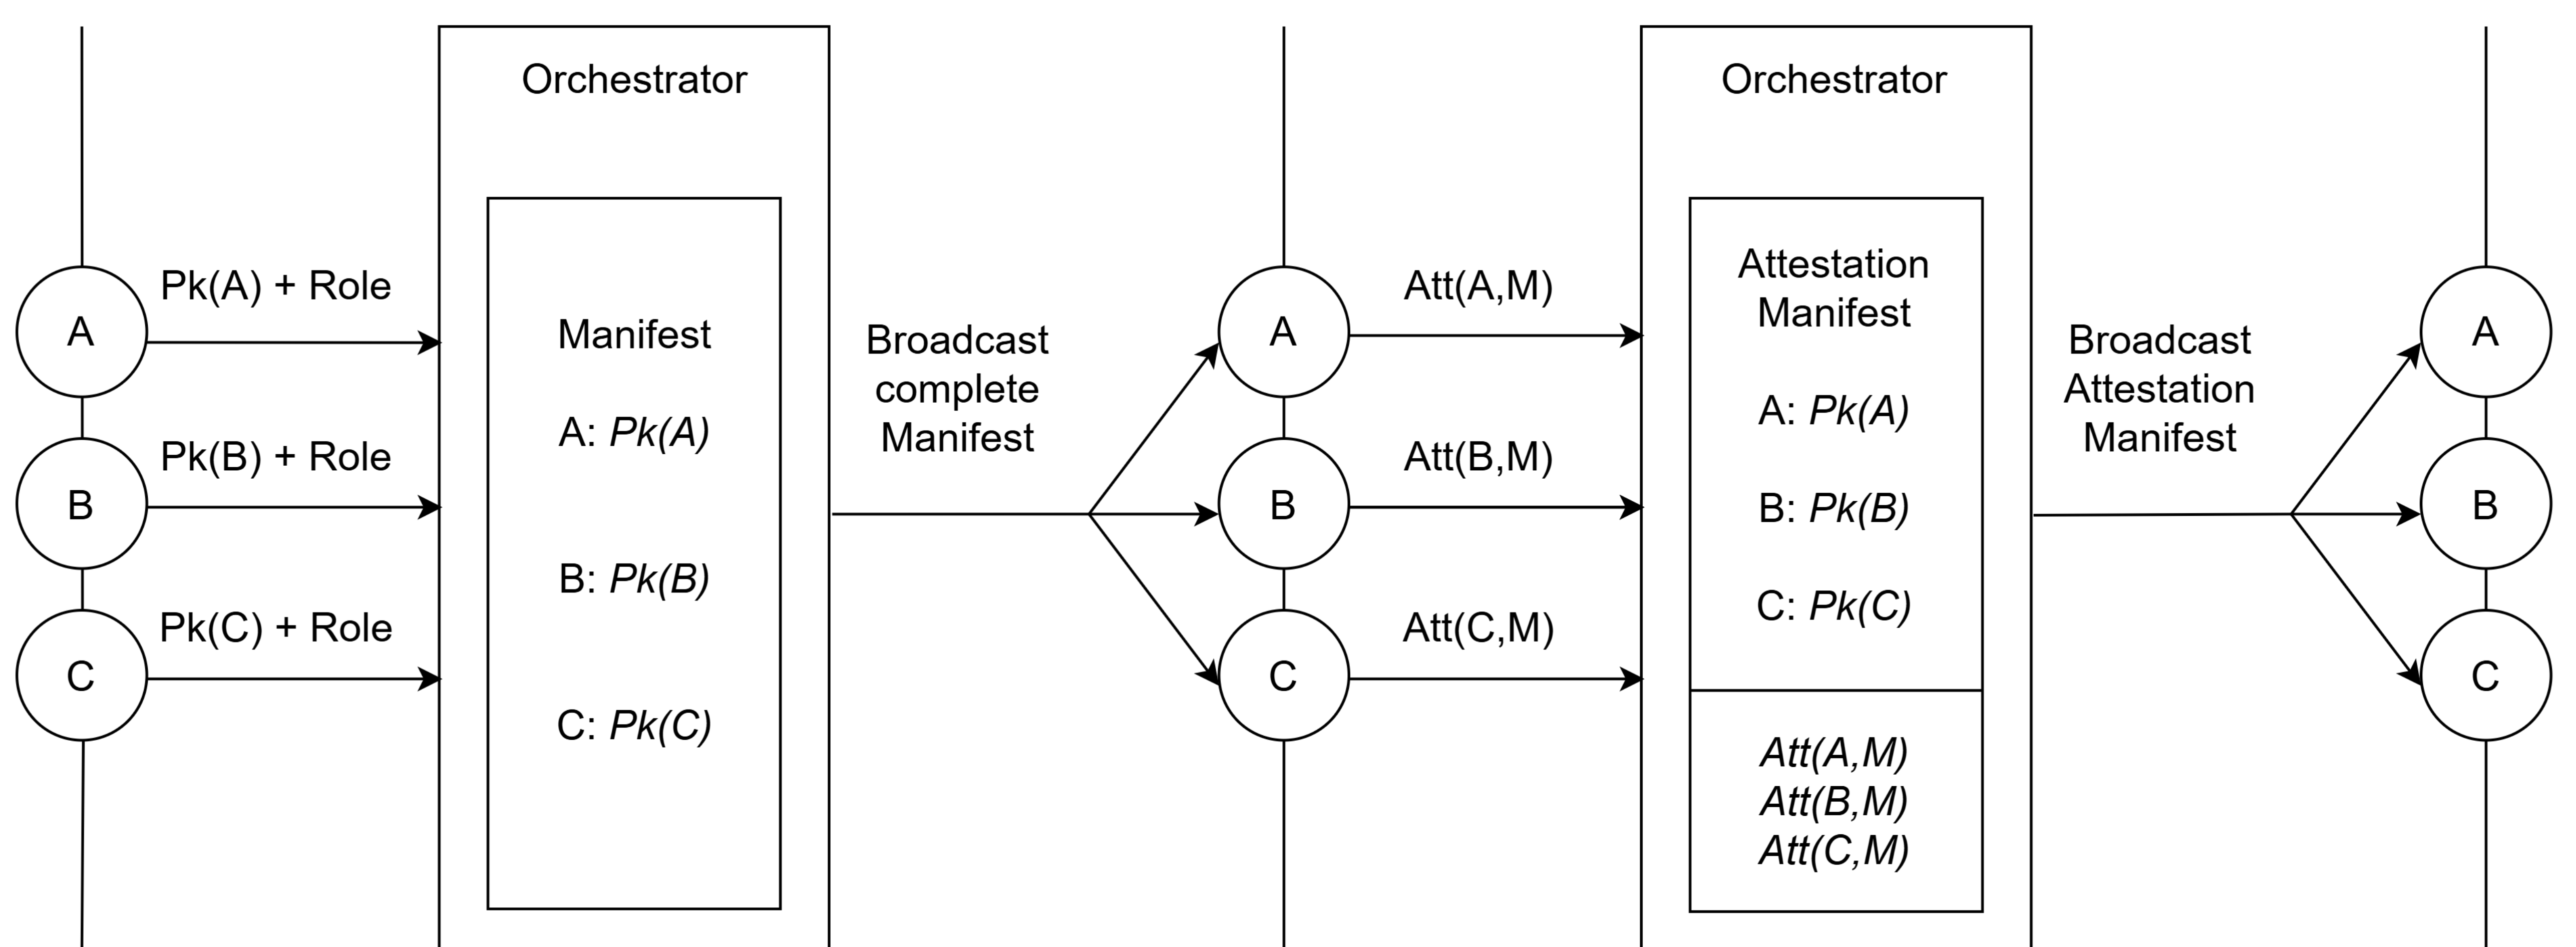 A
Pk(A) + Role
B
Pk(B) + Role
C
Pk(C) + Role
Orchestrator
Manifest
A: Pk(A)
B: Pk(B)
C: Pk(C)
Broadcast
complete
Manifest
A
Att(A,M)
B
Att(B,M)
C
Att(C,M)
Orchestrator
Attestation
Manifest
A: Pk(A)
B: Pk(B)
C: Pk(C)
Att(A,M)
Att(B,M)
Att(C,M)
Broadcast
Attestation
Manifest
A
B
C